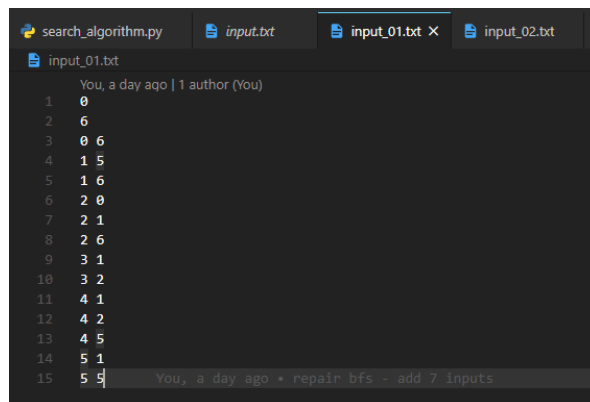 search_algorithm.py input.txt input_01.txt × input_02.txt
input_01.txt
You, a day ago | 1 author (You)
1 0
2 6
3 0 6
4 1 5
5 1 6
6 2 0
7 2 1
8 2 6
9 3 1
10 3 2
11 4 1
12 4 2
13 4 5
14 5 1
15 5 5 You, a day ago • repair bfs - add 7 inputs